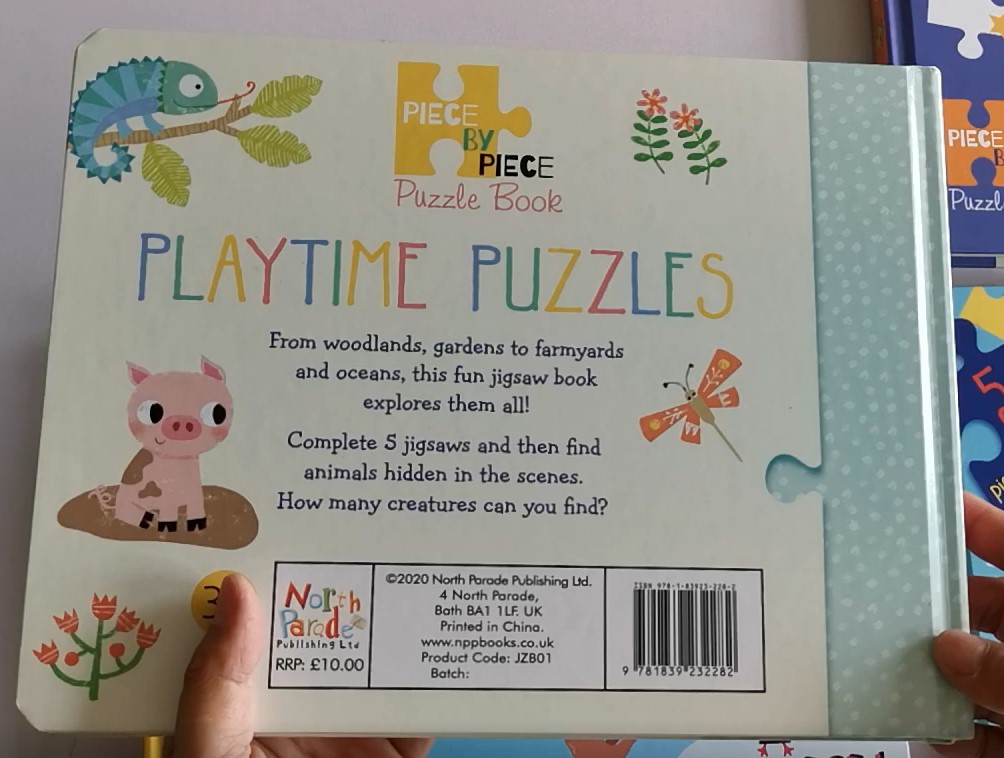 PIECE
BY
PIECE
Puzzle Book
PLAYTIME PUZZLES
From woodlands, gardens to farmyards
and oceans, this fun jigsaw book
explores them all!
Complete 5 jigsaws and then find
animals hidden in the scenes.
How many creatures can you find?
3
North
Parade
Publishing Ltd
RRP: £10.00
©2020 North Parade Publishing Ltd.
4 North Parade,
Bath BA1 1LF. UK
Printed in China.
www.nppbooks.co.uk
Product Code: JZB01
Batch:
9 781839 232282
PIECE
Puzzl
5